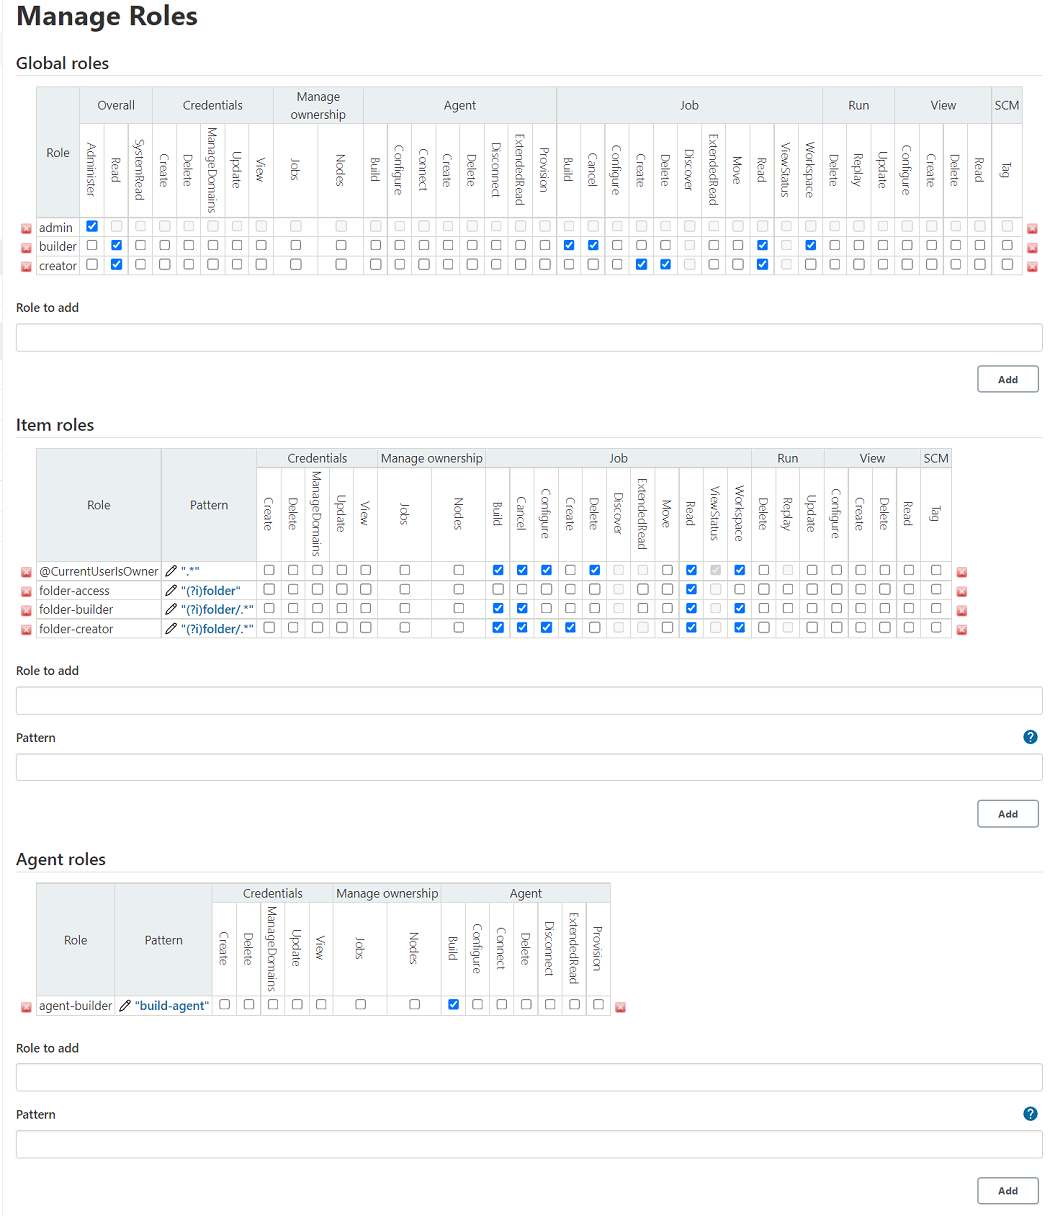 Manage Roles
Global roles
Role Overall Credentials Manage ownership Agent Job Run View SCM
Administer Read SystemRead Create Delete ManageDomains Update View Jobs Nodes Build Configure Connect Create Delete Disconnect ExtendedRead Provision Build Cancel Configure Create Delete Discover ExtendedRead Move Read ViewStatus Workspace Delete Replay Update Configure Create Delete Read Tag
admin
builder
creator
Role to add
Add
Item roles
Role Pattern Credentials Manage ownership Job Run View SCM
Create Delete ManageDomains Update View Jobs Nodes Build Cancel Configure Create Delete Discover ExtendedRead Move Read ViewStatus Workspace Delete Replay Update Configure Create Delete Read Tag
@CurrentUserIsOwner ".*"
folder-access "(?i)folder"
folder-builder "(?i)folder/.*"
folder-creator "(?i)folder/.*"
Role to add
Pattern ?
Add
Agent roles
Role Pattern Credentials Manage ownership Agent
Create Delete ManageDomains Update View Jobs Nodes Build Configure Connect Delete Disconnect ExtendedRead Provision
agent-builder "build-agent"
Role to add
Pattern ?
Add